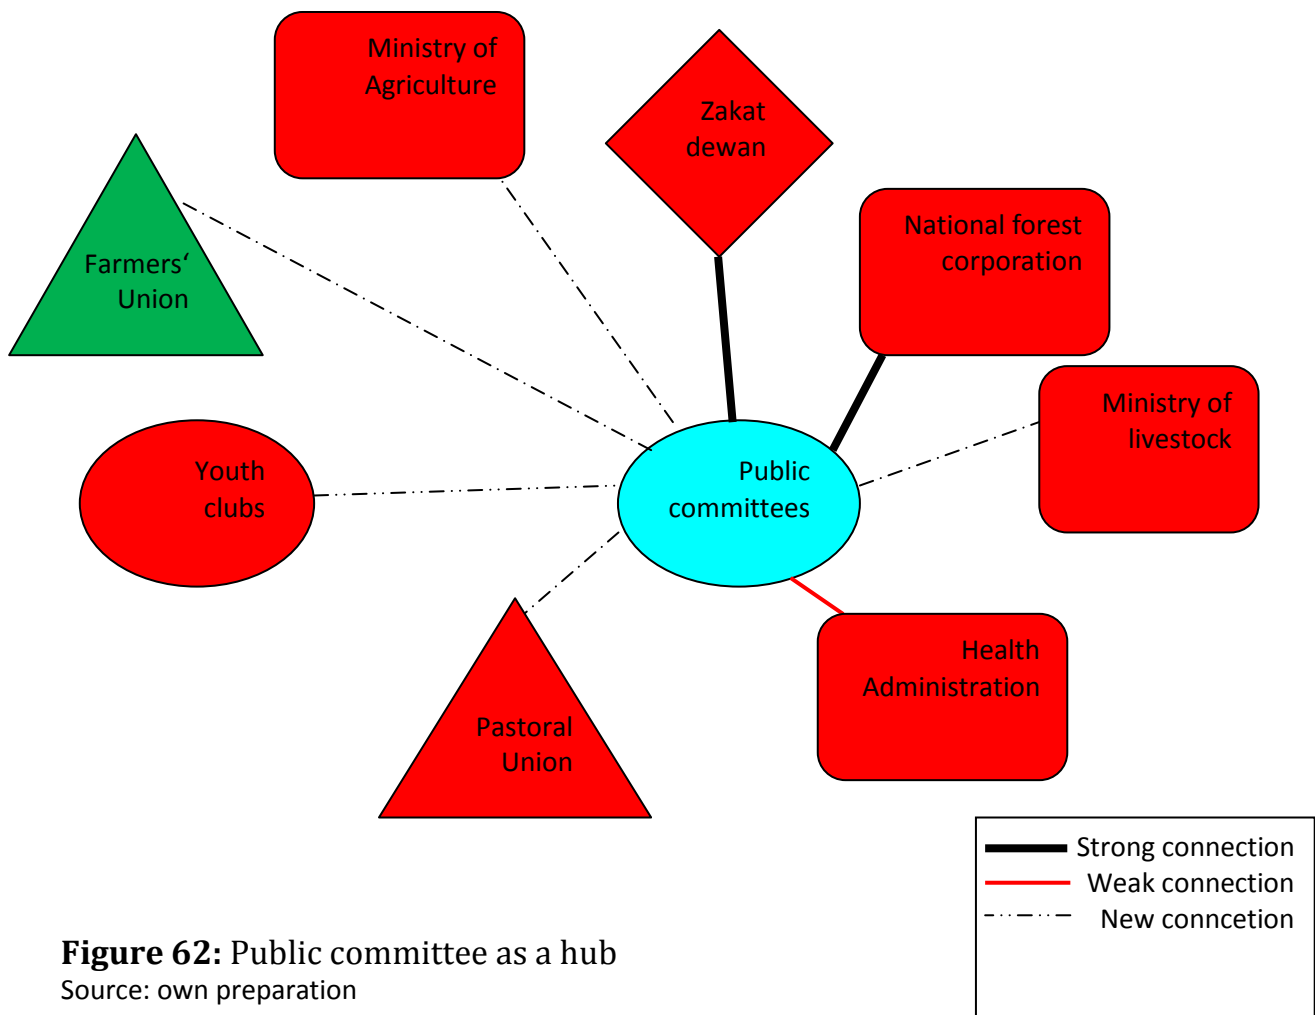 Ministry of
Agriculture
Zakat
dewan
National forest
corporation
Farmers‘
Union
Ministry of
livestock
Youth
clubs
Public
committees
Health
Administration
Pastoral
Union
Strong connection
Weak connection
New conncetion
Figure 62: Public committee as a hub
Source: own preparation